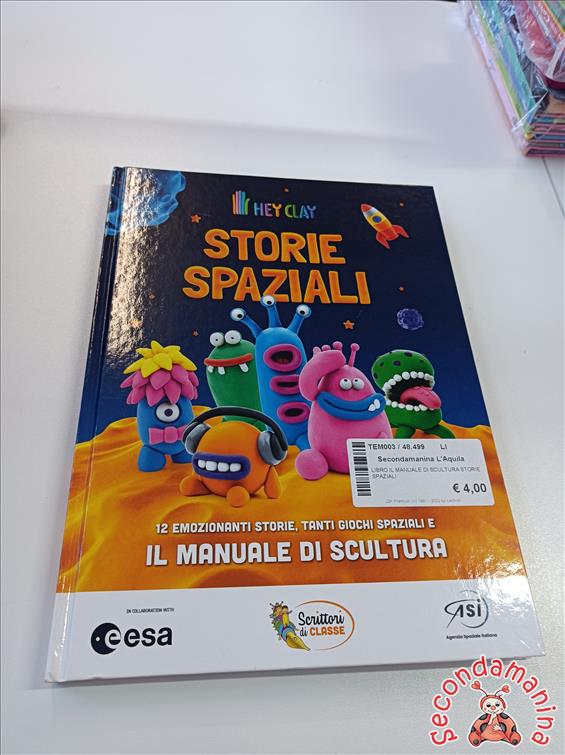 HEY CLAY
STORIE
SPAZIALI
TEM003 / 48.499 LI
Secondamanina L'Aquila
LIBRO IL MANUALE DI SCULTURA STORIE
SPAZIALI
€ 4,00
12 EMOZIONANTI STORIE, TANTI GIOCHI SPAZIALI E
IL MANUALE DI SCULTURA
IN COLLABORATION WITH
esa
Scrittori
di CLASSE
asi
Agenzia Spaziale Italiana
Secondamanina